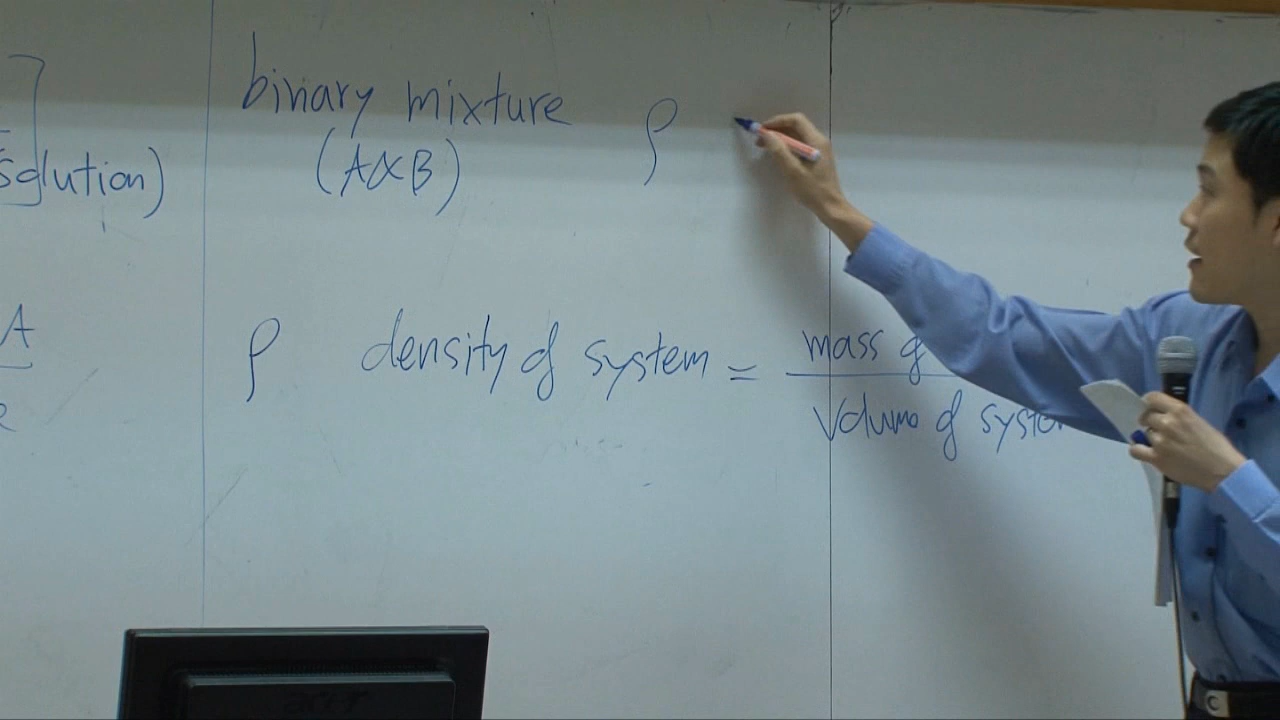 binary mixture ρ
(A&B)
solution)
A
ρ density of system = mass of
Volume of system